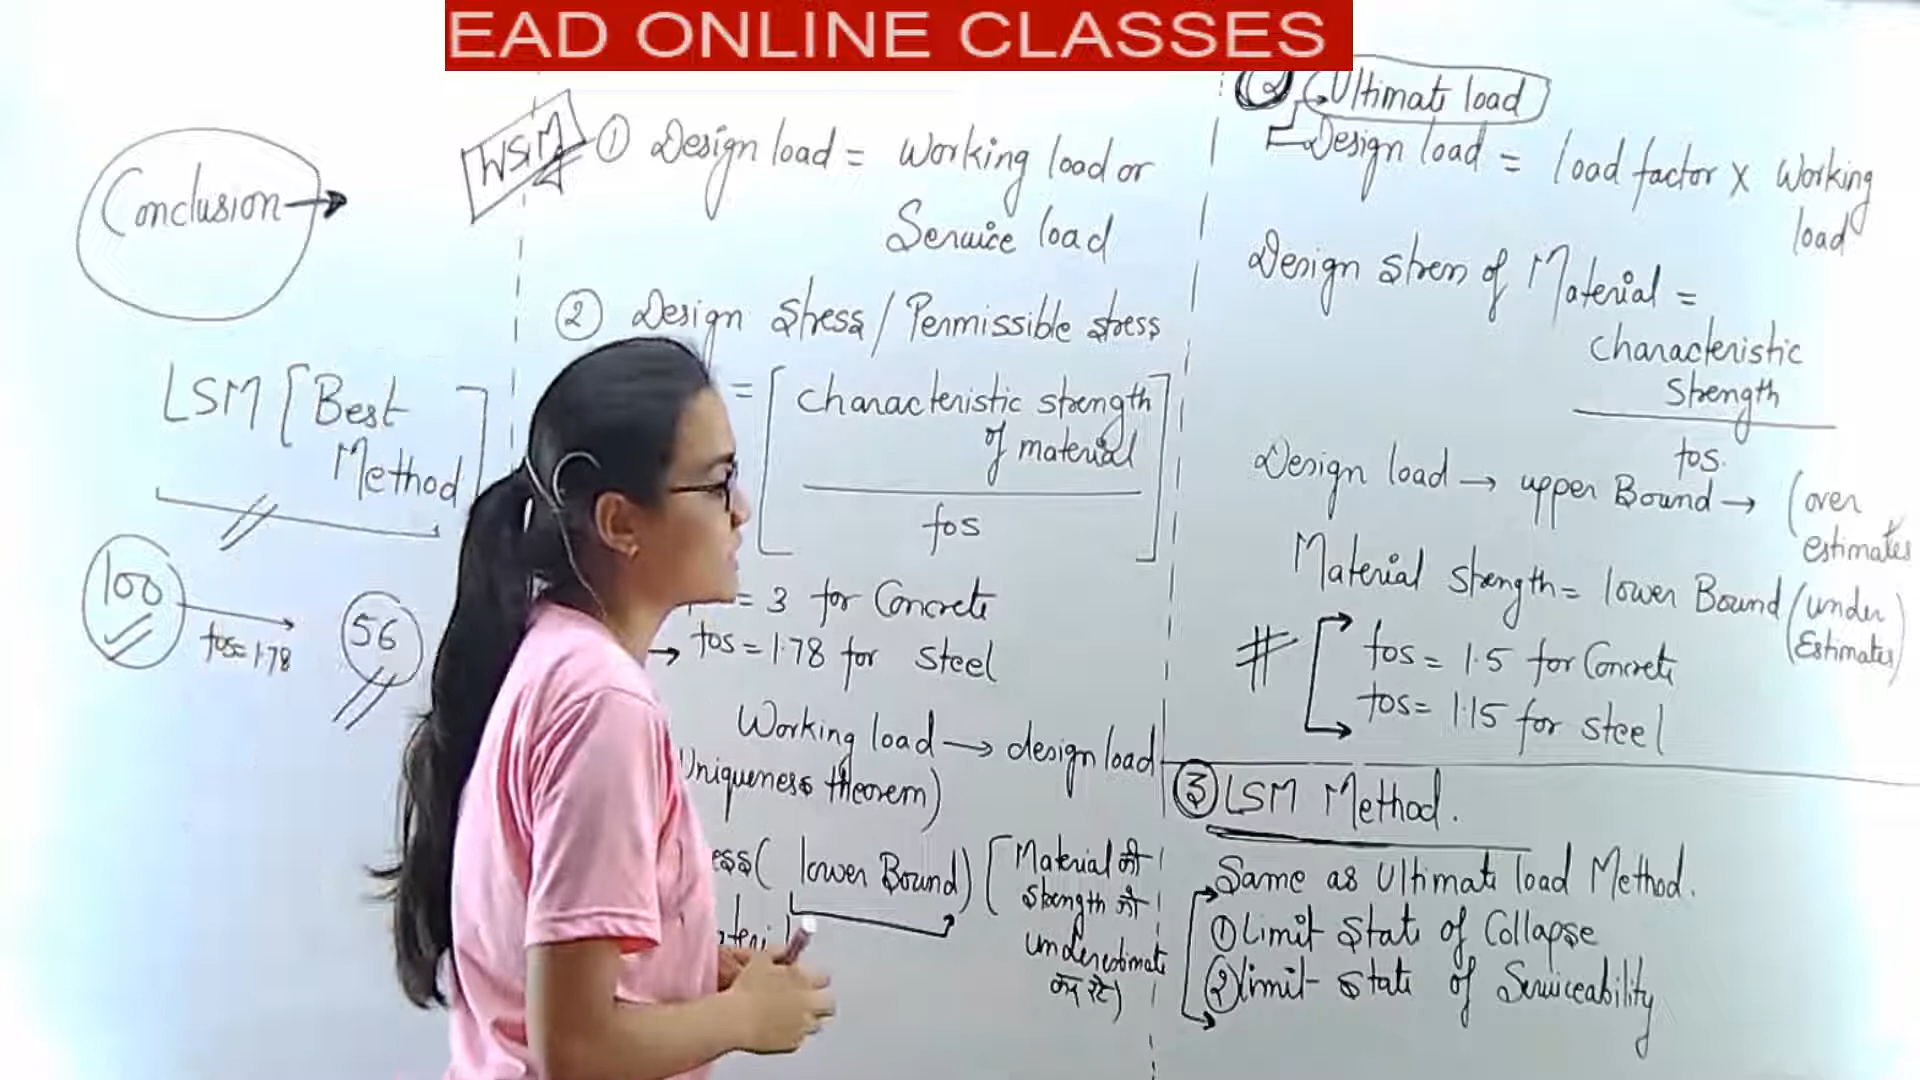 EAD ONLINE CLASSES
Conclusion →
LSM [Best
Method]
100
fos=1.78
56
WSM
① Design load = Working load or
Service load
② Design Stress / Permissible stress
= [characteristic strength
of material
fos]
= 3 for Concrete
→ fos = 1.78 for steel
Working load → design load
Uniqueness theorem)
ess( lower Bound) [Material की
strength को
underestimate
② Ultimate load
Design load = load factor x Working
load
Design stress of Material =
characteristic
Strength
fos.
Design load → upper Bound → (over
estimates
Material strength = lower Bound (under
Estimates)
# fos = 1.5 for Concrete
fos = 1.15 for steel
③ LSM Method.
Same as Ultimate load Method.
① Limit State of Collapse
② limit state of Serviceability